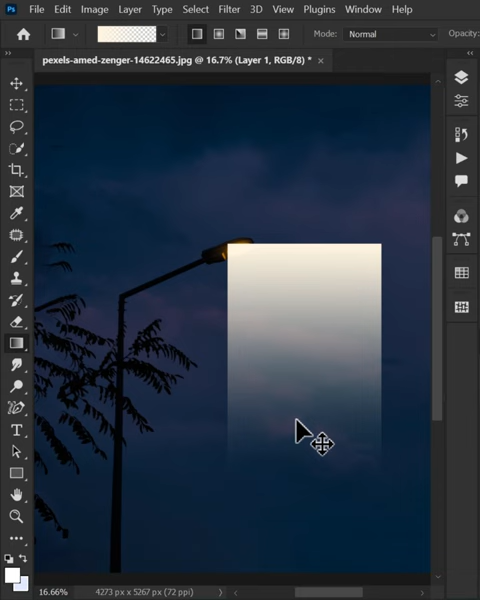 Ps File Edit Image Layer Type Select Filter 3D View Plugins Window Help
Mode: Normal Opacity:
pexels-amed-zenger-14622465.jpg @ 16.7% (Layer 1, RGB/8) * ×
T
16.66% 4273 px x 5267 px (72 ppi)